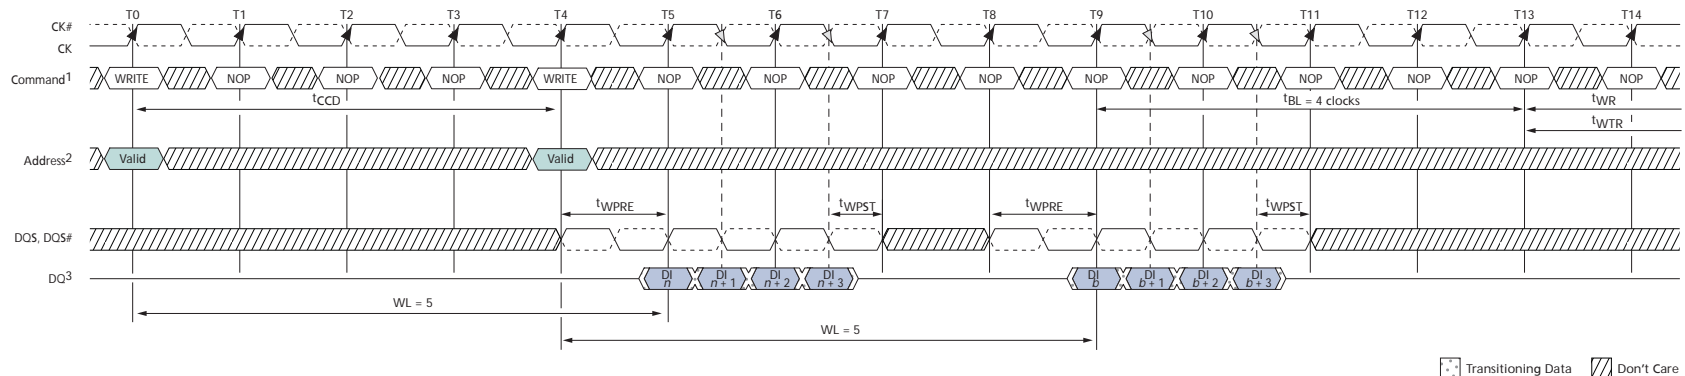 T0 T1 T2 T3 T4 T5 T6 T7 T8 T9 T10 T11 T12 T13 T14
CK#
CK
Command1 WRITE NOP NOP NOP WRITE NOP NOP NOP NOP NOP NOP NOP NOP NOP NOP
tCCD tBL = 4 clocks tWR
tWTR
Address2 Valid Valid
tWPRE tWPST tWPRE tWPST
DQS, DQS#
DQ3 DI n DI n + 1 DI n + 2 DI n + 3 DI b DI b + 1 DI b + 2 DI b + 3
WL = 5
WL = 5
Transitioning Data Don't Care